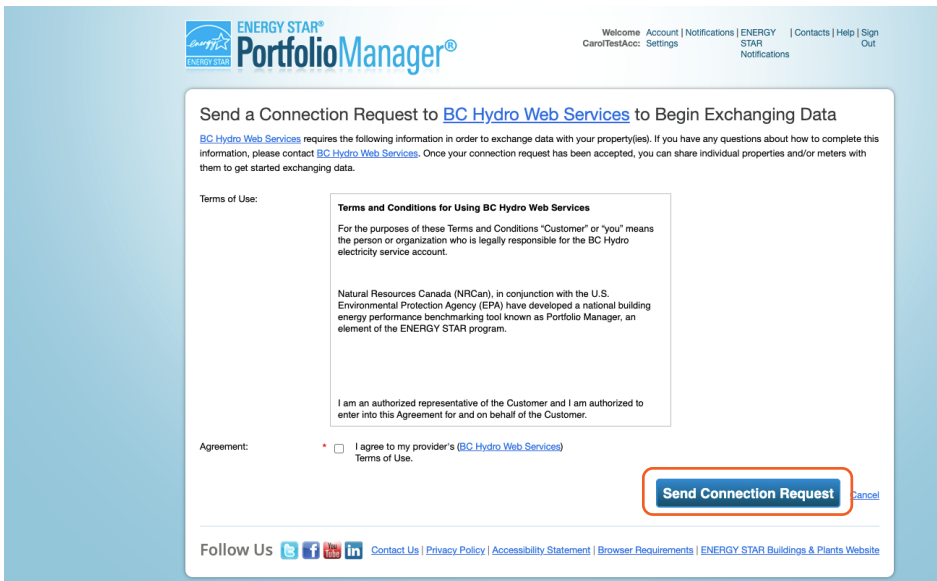 ENERGY STAR®
PortfolioManager®
energy
ENERGY STAR
Welcome CarolTestAcc: Account Settings | Notifications | ENERGY STAR Notifications | Contacts | Help | Sign Out
Send a Connection Request to BC Hydro Web Services to Begin Exchanging Data
BC Hydro Web Services requires the following information in order to exchange data with your property(ies). If you have any questions about how to complete this
information, please contact BC Hydro Web Services. Once your connection request has been accepted, you can share individual properties and/or meters with
them to get started exchanging data.
Terms of Use:
Terms and Conditions for Using BC Hydro Web Services
For the purposes of these Terms and Conditions “Customer” or “you” means
the person or organization who is legally responsible for the BC Hydro
electricity service account.
Natural Resources Canada (NRCan), in conjunction with the U.S.
Environmental Protection Agency (EPA) have developed a national building
energy performance benchmarking tool known as Portfolio Manager, an
element of the ENERGY STAR program.
I am an authorized representative of the Customer and I am authorized to
enter into this Agreement for and on behalf of the Customer.
Agreement:
* I agree to my provider's (BC Hydro Web Services)
Terms of Use.
Send Connection Request Cancel
Follow Us You Tube in Contact Us | Privacy Policy | Accessibility Statement | Browser Requirements | ENERGY STAR Buildings & Plants Website